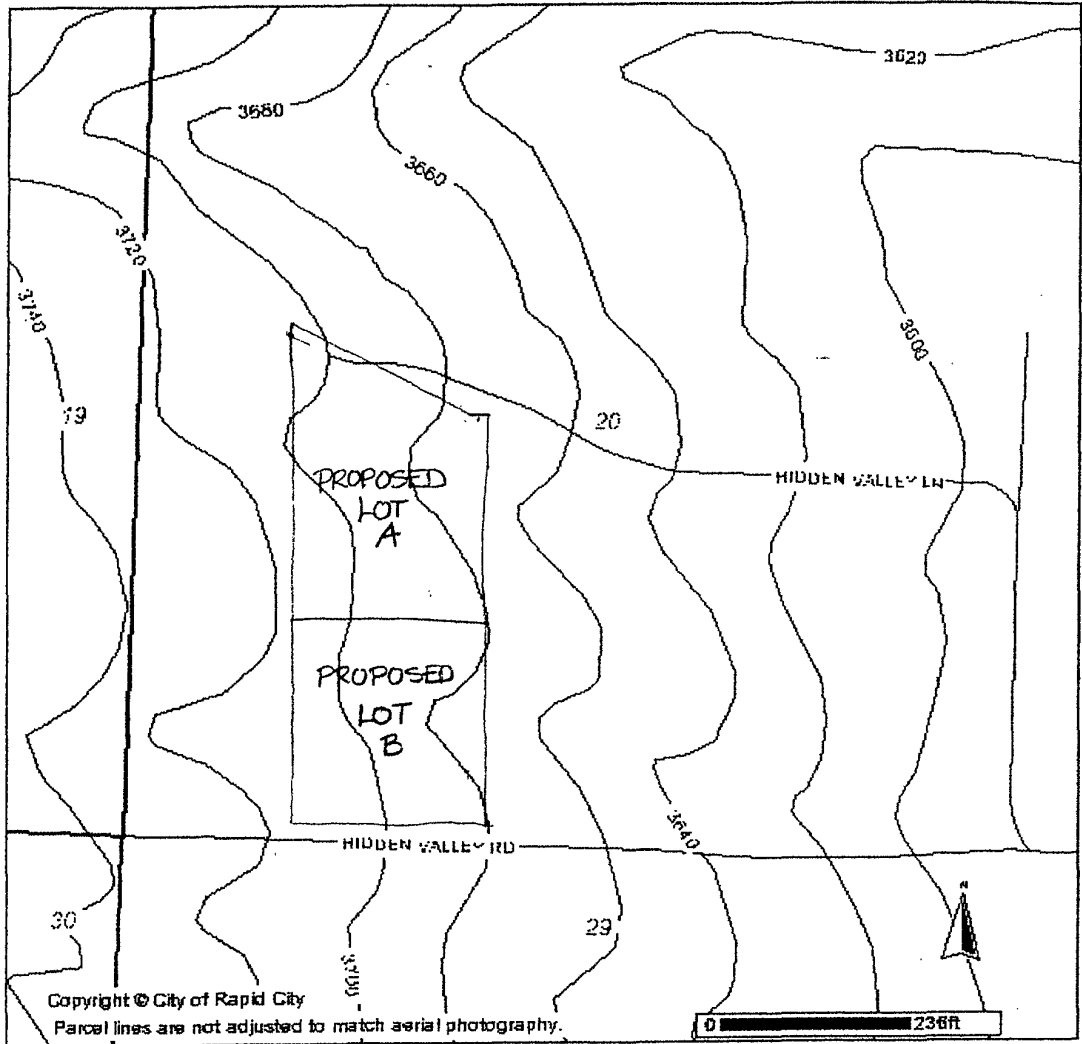 3620
3680
3660
3720
3740
3600
19
20
HIDDEN VALLEY LN
PROPOSED
LOT
A
PROPOSED
LOT
B
HIDDEN VALLEY RD
3640
N
30
29
3700
Copyright © City of Rapid City
Parcel lines are not adjusted to match aerial photography.
0 236ft